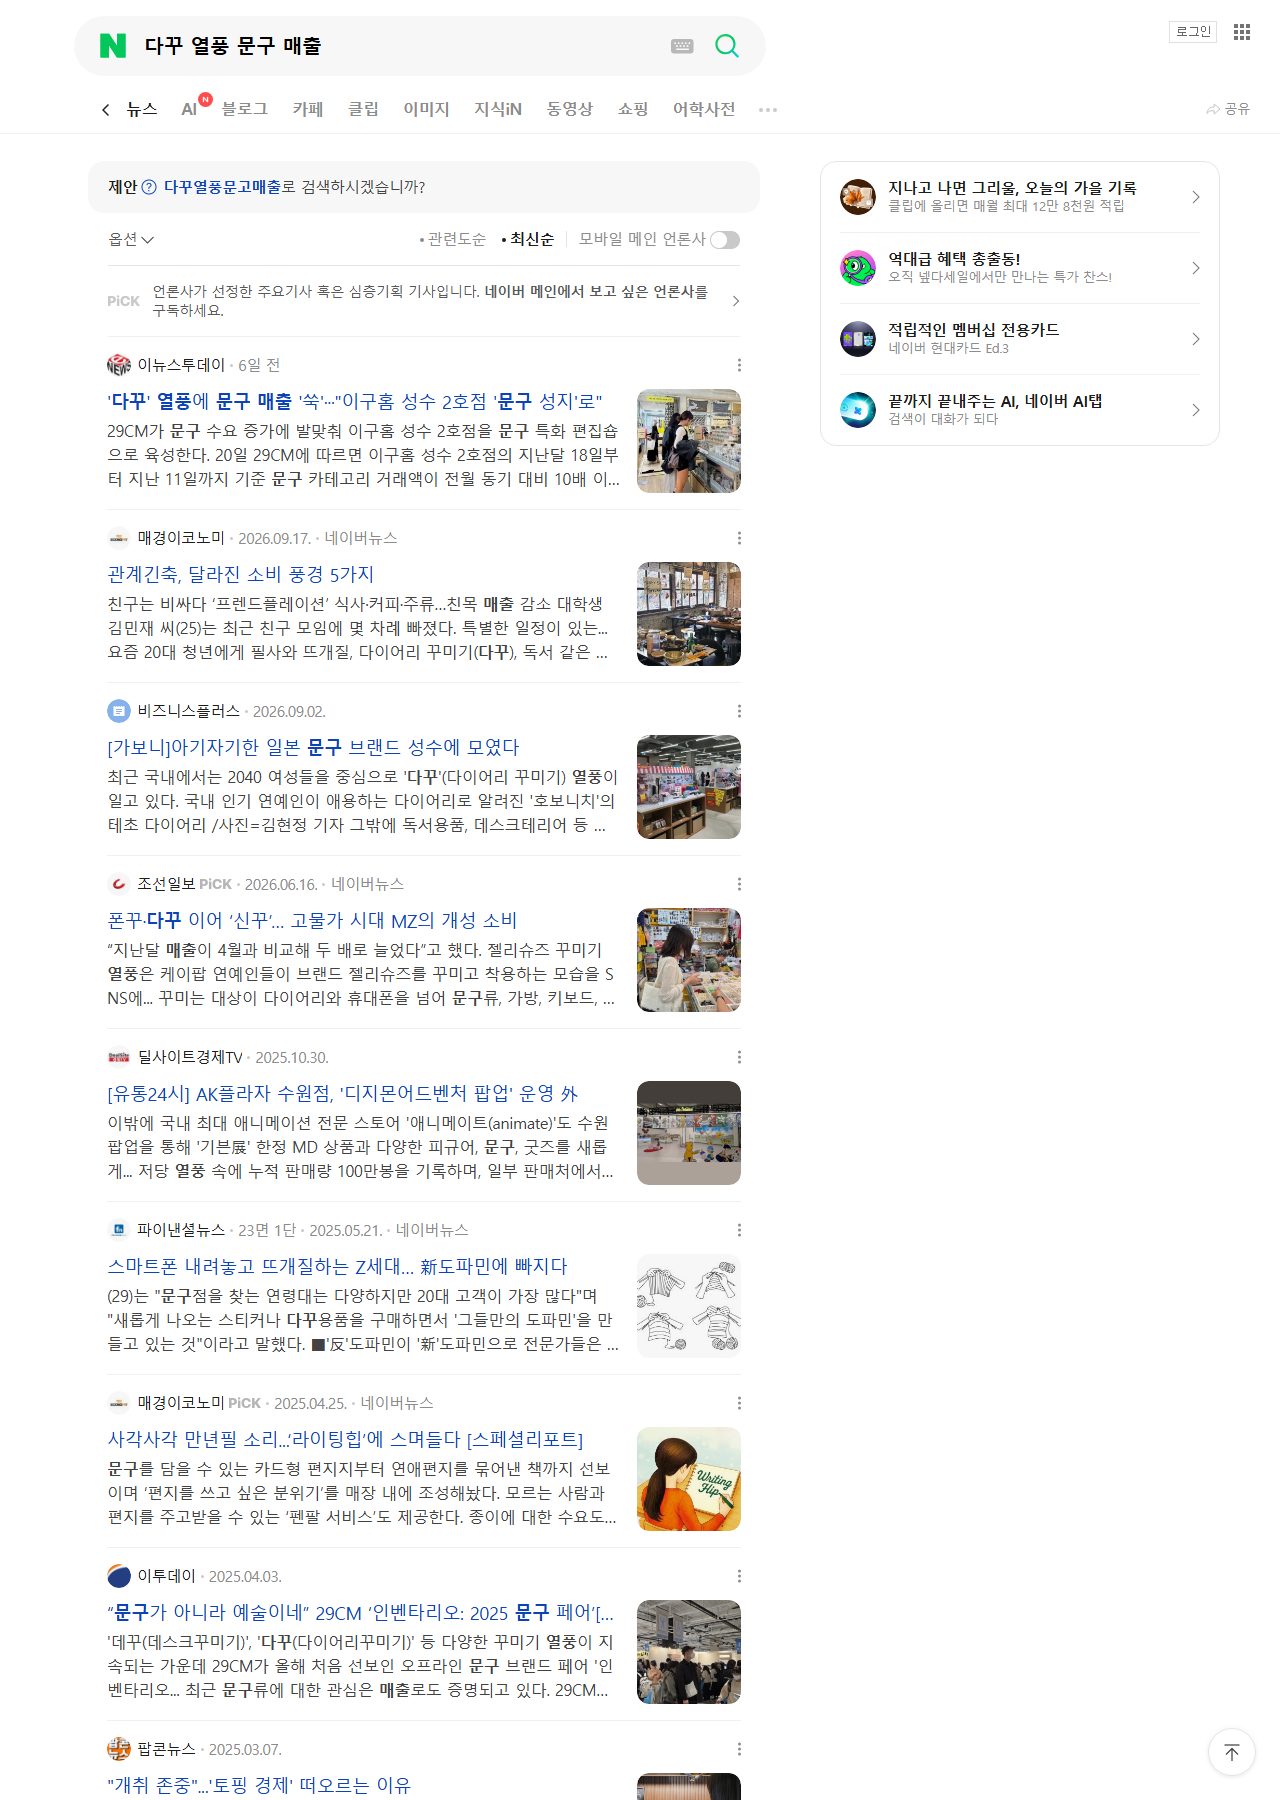 다꾸 열풍 문구 매출
로그인
뉴스 AI N 블로그 카페 클립 이미지 지식iN 동영상 쇼핑 어학사전
공유
제안 다꾸열풍문고매출로 검색하시겠습니까?
옵션 • 관련도순 • 최신순 모바일 메인 언론사
PiCK 언론사가 선정한 주요기사 혹은 심층기획 기사입니다. 네이버 메인에서 보고 싶은 언론사를
구독하세요.
이뉴스투데이 · 6일 전
'다꾸' 열풍에 문구 매출 '쑥'…"이구홈 성수 2호점 '문구 성지'로"
29CM가 문구 수요 증가에 발맞춰 이구홈 성수 2호점을 문구 특화 편집숍
으로 육성한다. 20일 29CM에 따르면 이구홈 성수 2호점의 지난달 18일부
터 지난 11일까지 기준 문구 카테고리 거래액이 전월 동기 대비 10배 이...
매경이코노미 · 2026.09.17. · 네이버뉴스
관계긴축, 달라진 소비 풍경 5가지
친구는 비싸다 ‘프렌드플레이션’ 식사·커피·주류…친목 매출 감소 대학생
김민재 씨(25)는 최근 친구 모임에 몇 차례 빠졌다. 특별한 일정이 있는...
요즘 20대 청년에게 필사와 뜨개질, 다이어리 꾸미기(다꾸), 독서 같은 ...
비즈니스플러스 · 2026.09.02.
[가보니]아기자기한 일본 문구 브랜드 성수에 모였다
최근 국내에서는 2040 여성들을 중심으로 '다꾸'(다이어리 꾸미기) 열풍이
일고 있다. 국내 인기 연예인이 애용하는 다이어리로 알려진 '호보니치'의
테초 다이어리 /사진=김현정 기자 그밖에 독서용품, 데스크테리어 등 ...
조선일보 PiCK · 2026.06.16. · 네이버뉴스
폰꾸·다꾸 이어 ‘신꾸’… 고물가 시대 MZ의 개성 소비
“지난달 매출이 4월과 비교해 두 배로 늘었다”고 했다. 젤리슈즈 꾸미기
열풍은 케이팝 연예인들이 브랜드 젤리슈즈를 꾸미고 착용하는 모습을 S
NS에... 꾸미는 대상이 다이어리와 휴대폰을 넘어 문구류, 가방, 키보드, ...
딜사이트경제TV · 2025.10.30.
[유통24시] AK플라자 수원점, '디지몬어드벤처 팝업' 운영 外
이밖에 국내 최대 애니메이션 전문 스토어 '애니메이트(animate)'도 수원
팝업을 통해 '기븐展' 한정 MD 상품과 다양한 피규어, 문구, 굿즈를 새롭
게... 저당 열풍 속에 누적 판매량 100만봉을 기록하며, 일부 판매처에서...
파이낸셜뉴스 · 23면 1단 · 2025.05.21. · 네이버뉴스
스마트폰 내려놓고 뜨개질하는 Z세대… 新도파민에 빠지다
(29)는 "문구점을 찾는 연령대는 다양하지만 20대 고객이 가장 많다"며
"새롭게 나오는 스티커나 다꾸용품을 구매하면서 '그들만의 도파민'을 만
들고 있는 것"이라고 말했다. ■'反'도파민이 '新'도파민으로 전문가들은 ...
매경이코노미 PiCK · 2025.04.25. · 네이버뉴스
사각사각 만년필 소리…‘라이팅힙’에 스며들다 [스페셜리포트]
문구를 담을 수 있는 카드형 편지지부터 연애편지를 묶어낸 책까지 선보
이며 ‘편지를 쓰고 싶은 분위기’를 매장 내에 조성해놨다. 모르는 사람과
편지를 주고받을 수 있는 ‘펜팔 서비스’도 제공한다. 종이에 대한 수요도...
Writing Hip
이투데이 · 2025.04.03.
“문구가 아니라 예술이네” 29CM ‘인벤타리오: 2025 문구 페어’[...
'데꾸(데스크꾸미기)', '다꾸(다이어리꾸미기)' 등 다양한 꾸미기 열풍이 지
속되는 가운데 29CM가 올해 처음 선보인 오프라인 문구 브랜드 페어 '인
벤타리오... 최근 문구류에 대한 관심은 매출로도 증명되고 있다. 29CM...
팝콘뉴스 · 2025.03.07.
"개취 존중"…'토핑 경제' 떠오르는 이유
지나고 나면 그리울, 오늘의 가을 기록
클립에 올리면 매월 최대 12만 8천원 적립
역대급 혜택 총출동!
오직 넾다세일에서만 만나는 특가 찬스!
적립적인 멤버십 전용카드
네이버 현대카드 Ed.3
끝까지 끝내주는 AI, 네이버 AI탭
검색이 대화가 되다